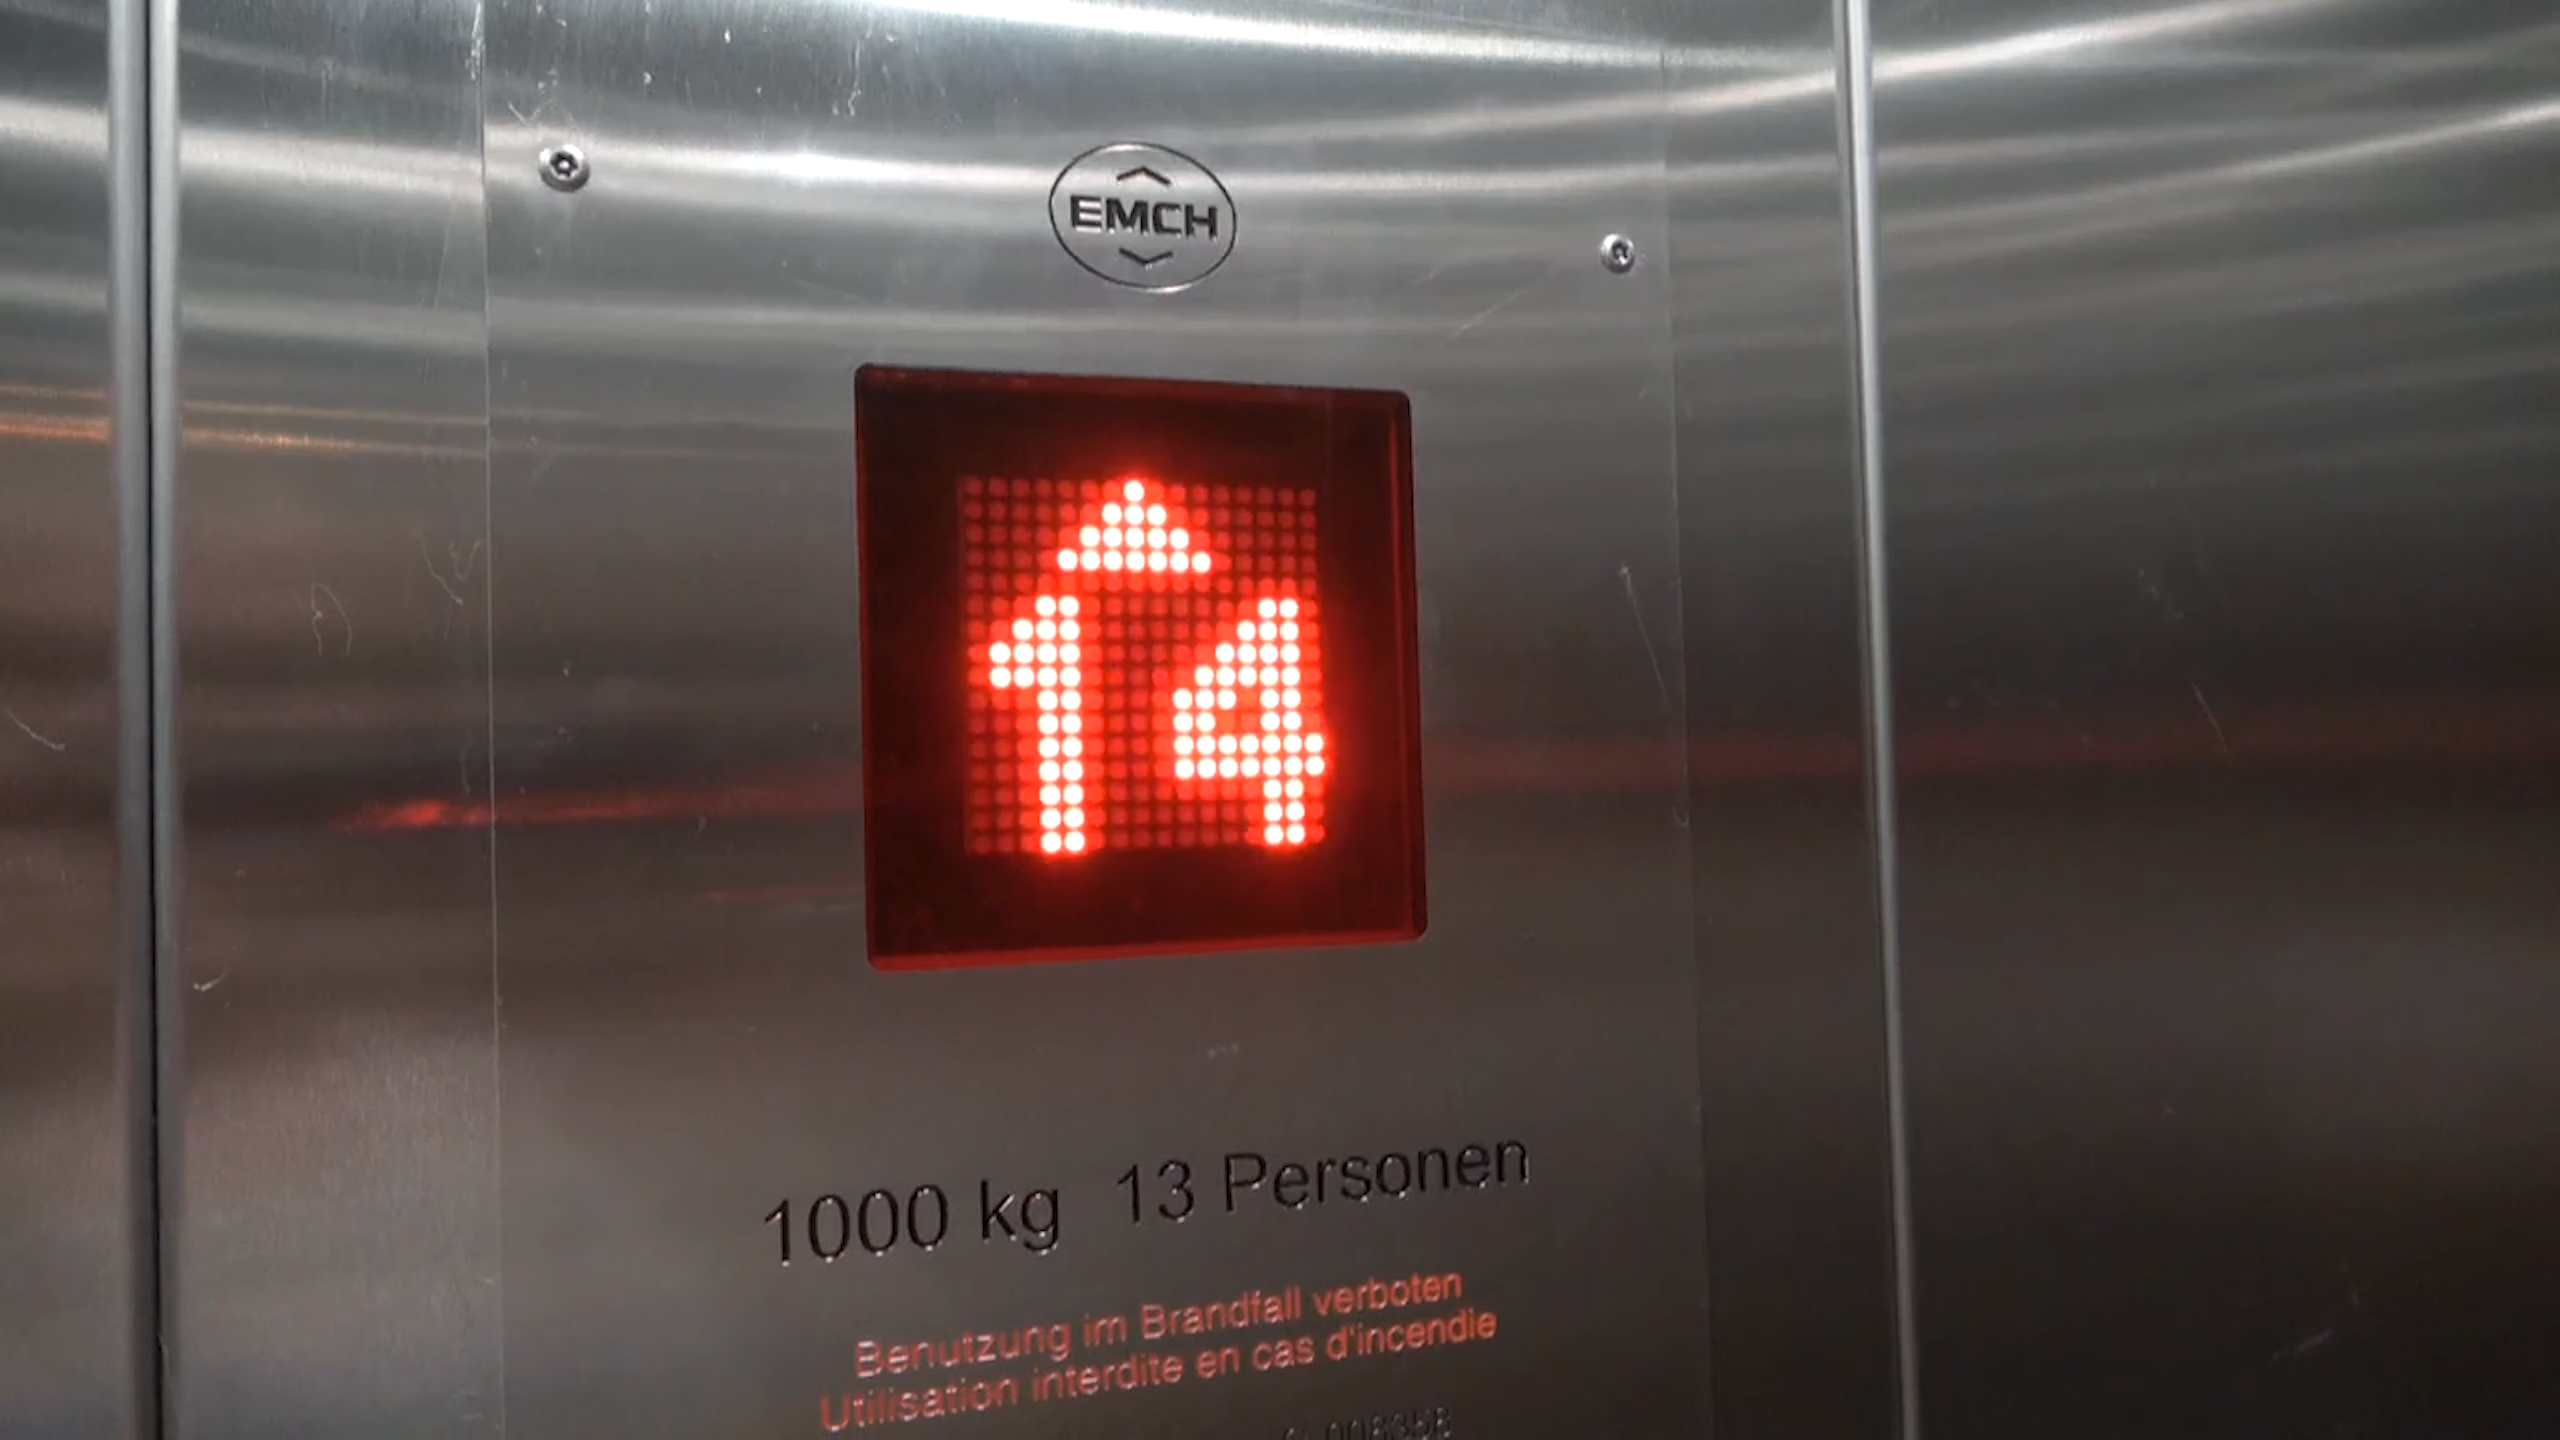 EMCH
14
1000 kg 13 Personen
Benutzung im Brandfall verboten
Utilisation interdite en cas d'incendie